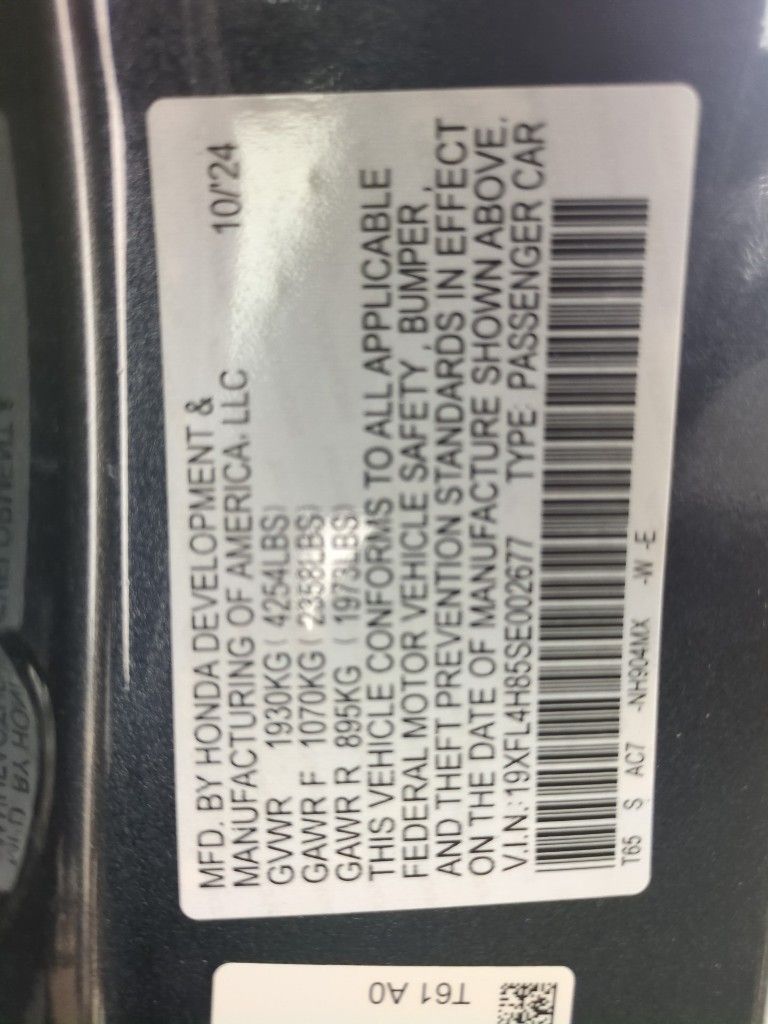 MFD. BY HONDA DEVELOPMENT &
MANUFACTURING OF AMERICA, LLC 10/'24
GVWR 1930KG ( 4254LBS)
GAWR F 1070KG ( 2358LBS)
GAWR R 895KG ( 1973LBS)
THIS VEHICLE CONFORMS TO ALL APPLICABLE
FEDERAL MOTOR VEHICLE SAFETY , BUMPER ,
AND THEFT PREVENTION STANDARDS IN EFFECT
ON THE DATE OF MANUFACTURE SHOWN ABOVE.
V.I.N.: 19XFL4H85SE002677 TYPE: PASSENGER CAR
T65 S AC7 -NH904MX -W -E
T61 A0